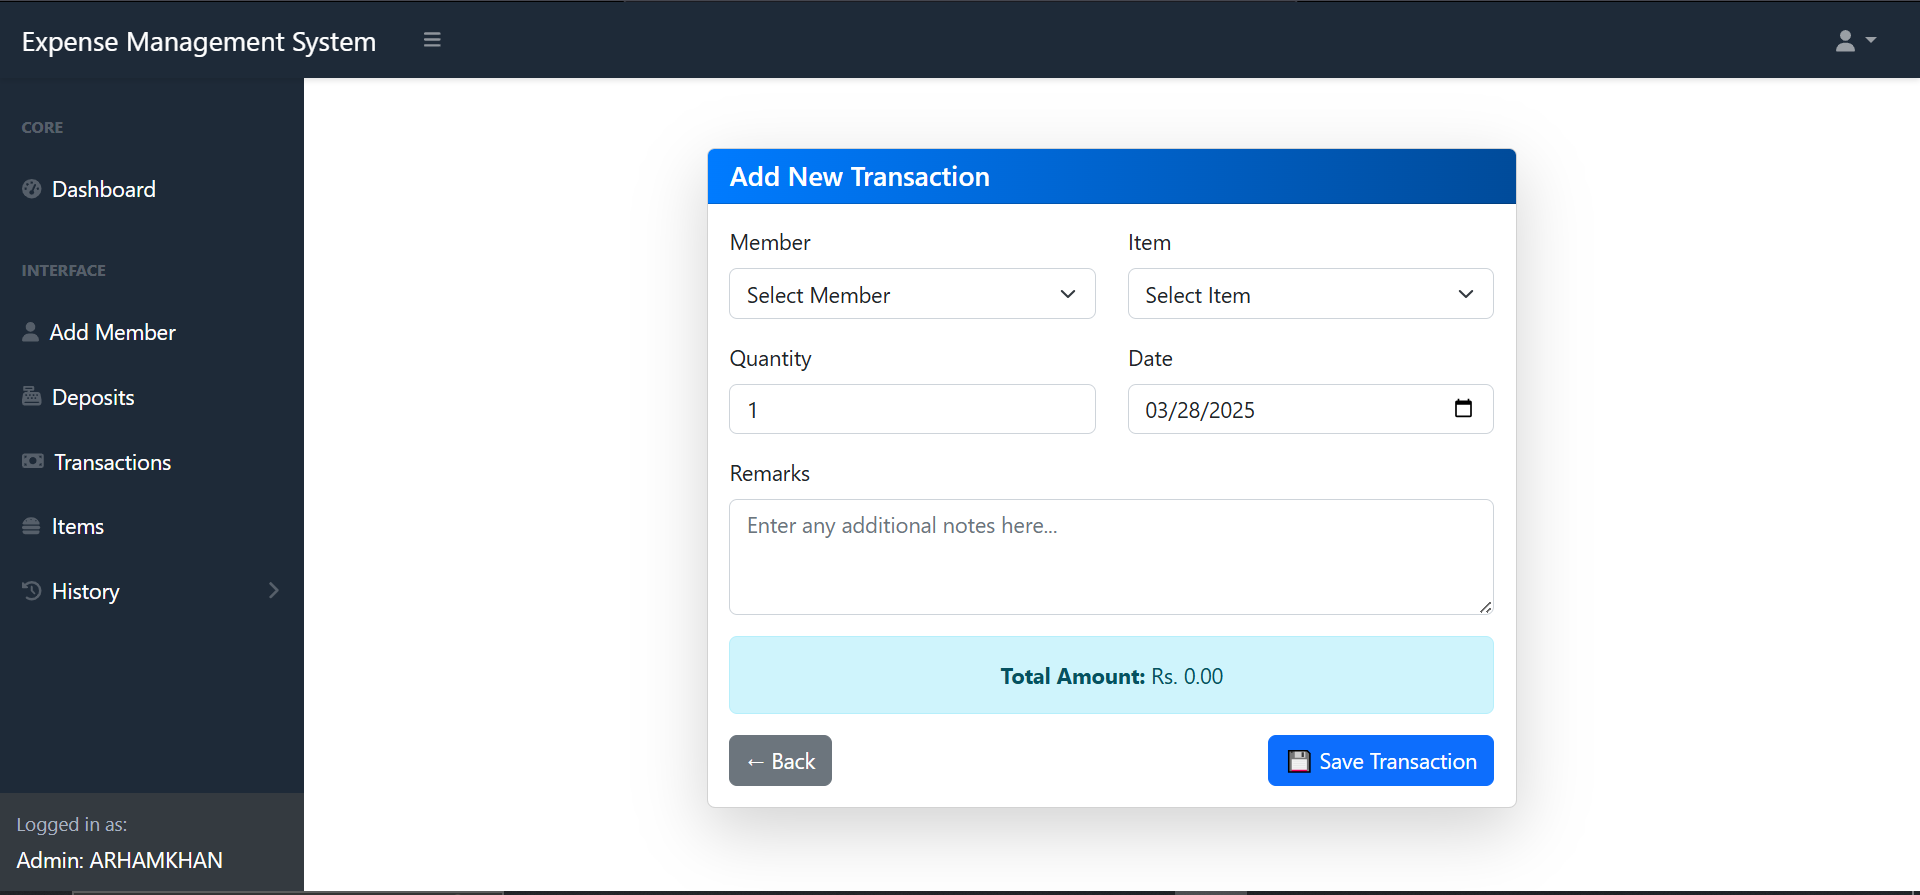 Expense Management System
CORE
Dashboard
INTERFACE
Add Member
Deposits
Transactions
Items
History
Logged in as:
Admin: ARHAMKHAN
Add New Transaction
Member Item
Select Member Select Item
Quantity Date
1 03/28/2025
Remarks
Enter any additional notes here...
Total Amount: Rs. 0.00
← Back 💾 Save Transaction